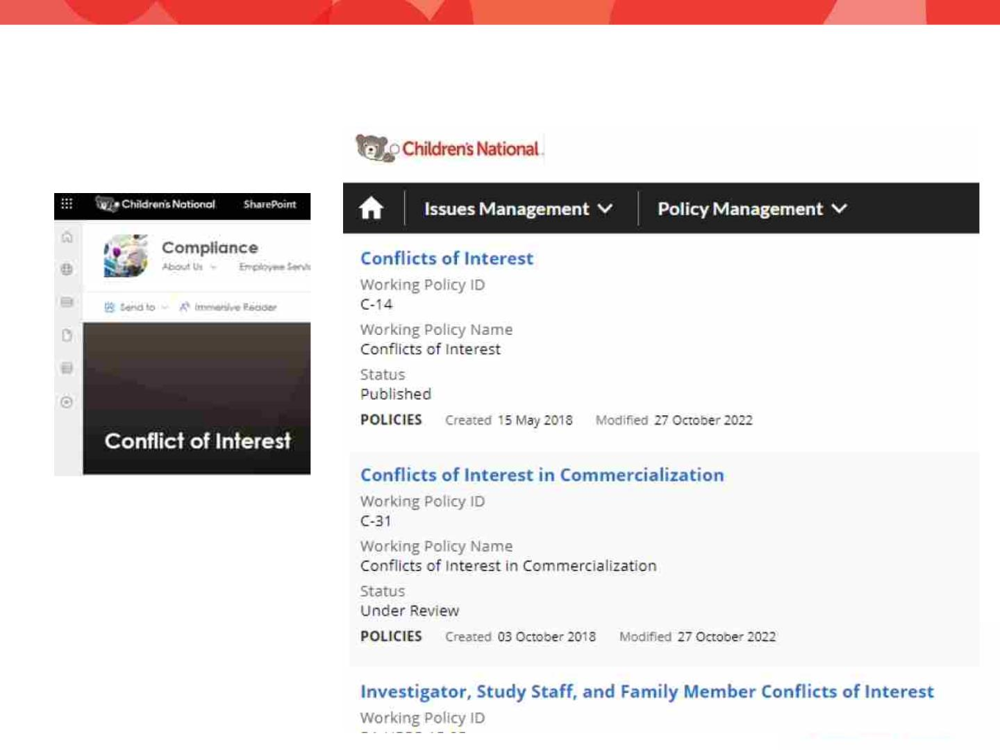 Children's National SharePoint
Compliance
About Us Employee Servic
Send to Immersive Reader
Conflict of Interest
Children's National
Issues Management Policy Management
Conflicts of Interest
Working Policy ID
C-14
Working Policy Name
Conflicts of Interest
Status
Published
POLICIES Created 15 May 2018 Modified 27 October 2022
Conflicts of Interest in Commercialization
Working Policy ID
C-31
Working Policy Name
Conflicts of Interest in Commercialization
Status
Under Review
POLICIES Created 03 October 2018 Modified 27 October 2022
Investigator, Study Staff, and Family Member Conflicts of Interest
Working Policy ID